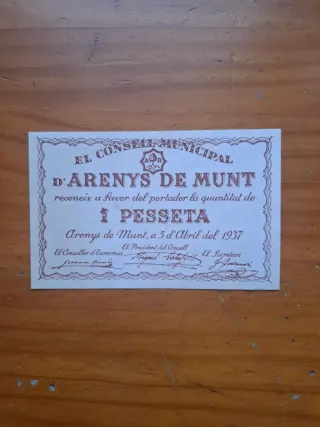 EL CONSELL MUNICIPAL
D'ARENYS DE MUNT
reconeix a favor del portador la quantitat de
1 PESSETA
Arenys de Munt, a 5 d'Abril del 1937
El President del Consell
El Conseller d'Economia El Secretari